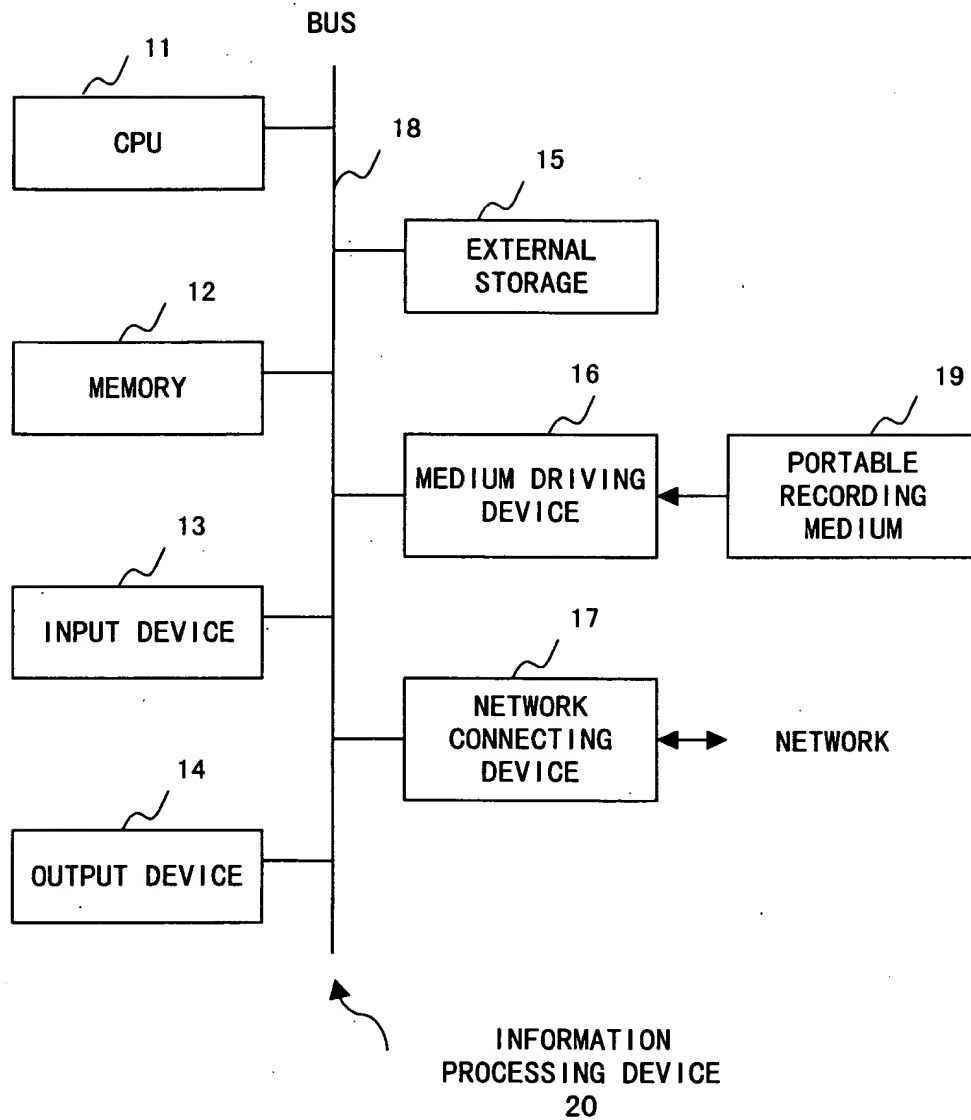 BUS
11
CPU
18
15
EXTERNAL
STORAGE
12
MEMORY
16
MEDIUM DRIVING
DEVICE
19
PORTABLE
RECORDING
MEDIUM
13
INPUT DEVICE
17
NETWORK
CONNECTING
DEVICE
NETWORK
14
OUTPUT DEVICE
INFORMATION
PROCESSING DEVICE
20